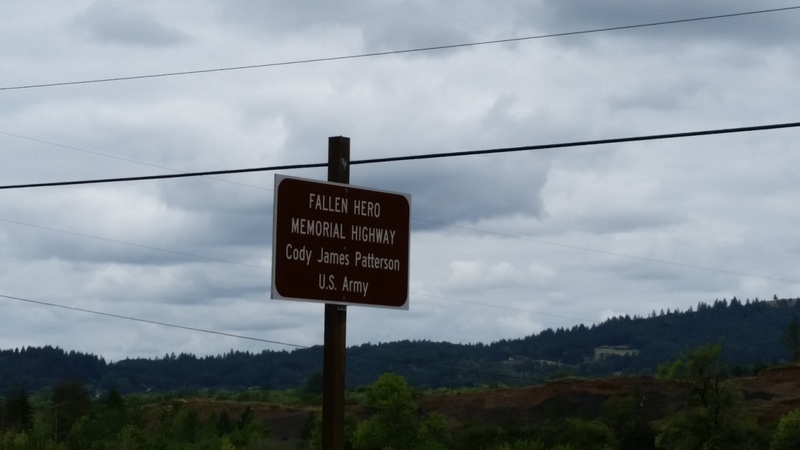 FALLEN HERO
MEMORIAL HIGHWAY
Cody James Patterson
U.S. Army